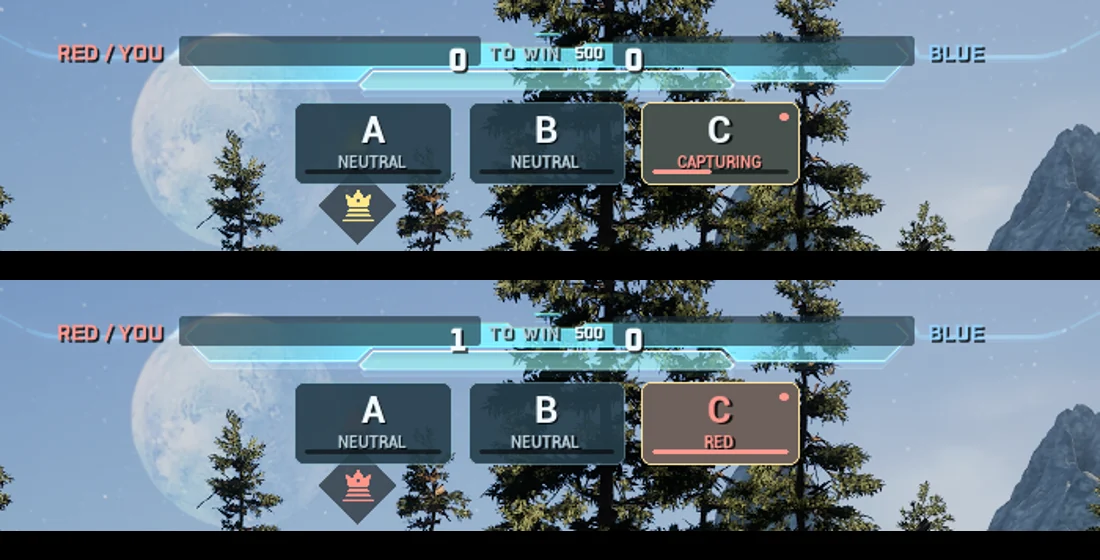 RED / YOU 0 TO WIN 500 0 BLUE
A B C
NEUTRAL NEUTRAL CAPTURING
RED / YOU 1 TO WIN 500 0 BLUE
A B C
NEUTRAL NEUTRAL RED